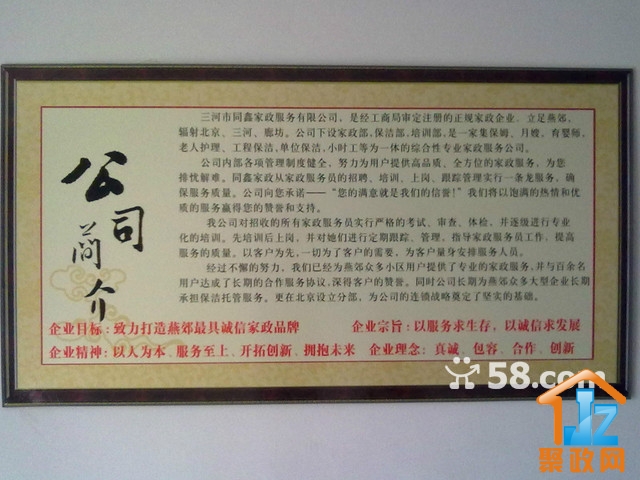 公司
简介
三河市同鑫家政服务有限公司，是经工商局审定注册的正规家政企业，立足燕郊，
辐射北京、三河、廊坊。公司下设家政部，保洁部，培训部，是一家集保姆、月嫂，育婴师，
老人护理、工程保洁，单位保洁，小时工等为一体的综合性专业家政服务公司。
公司内部各项管理制度健全，努力为用户提供高品质、全方位的家政服务，为您
排忧解难。同鑫家政从家政服务员的招聘、培训、上岗、跟踪管理实行一条龙服务，确
保服务质量。公司向您承诺——“您的满意就是我们的信誉！”我们将以饱满的热情和优
质的服务赢得您的赞誉和支持。
我公司对招收的所有家政服务员实行严格的考试、审查、体检，并逐级进行专业
化的培训。先培训后上岗，并对她们进行定期跟踪、管理，指导家政服务员工作，提高
服务的质量。以客户为先，一切为了客户的需要，为客户量身安排服务人员。
经过不懈的努力，我们已经为燕郊众多小区用户提供了专业的家政服务，并与百余名
用户达成了长期的合作服务协议，深得客户的赞誉。同时公司长期为燕郊众多大型企业长期
承担保洁托管服务。更在北京设立分部，为公司的连锁战略奠定了坚实的基础。
企业目标：致力打造燕郊最具诚信家政品牌 企业宗旨：以服务求生存，以诚信求发展
企业精神：以人为本、服务至上、开拓创新、拥抱未来 企业理念：真诚、包容、合作、创新
58.com
聚政网